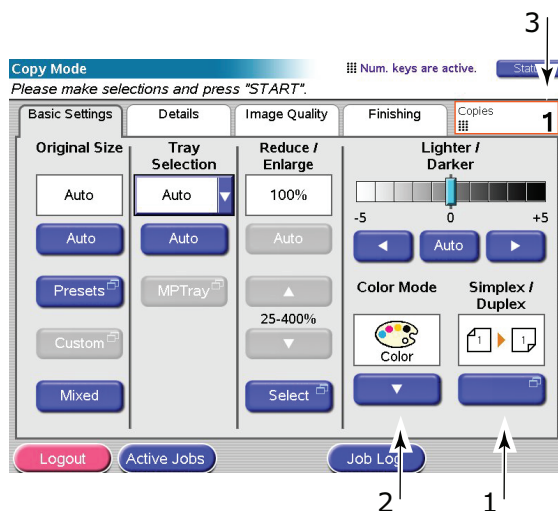 3
Copy Mode
Num. keys are active.
Please make selections and press "START".
Basic Settings
Details
Image Quality
Finishing
Copies
1
Original Size
Auto
Auto
Presets
Custom
Mixed
Tray
Selection
Auto
Auto
MPTray
Reduce /
Enlarge
100%
Auto
25-400%
Select
Lighter /
Darker
-5
0
+5
Auto
Color Mode
Color
Simplex /
Duplex
1
1
Logout
Active Jobs
Job Log
2
1